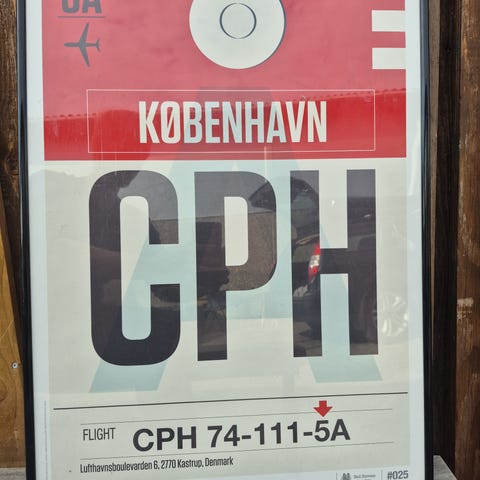 KØBENHAVN
CPH
FLIGHT CPH 74-111-5A
Lufthavnsboulevarden 6, 2770 Kastrup, Denmark
#025